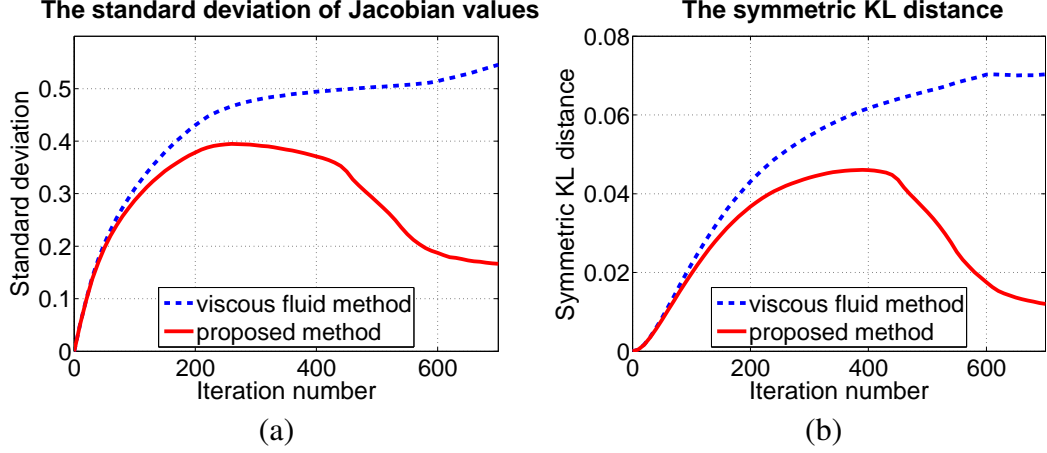 The standard deviation of Jacobian values
0.5
0.4
0.3
0.2
0.1
0
Standard deviation
viscous fluid method
proposed method
0
200
400
600
Iteration number
(a)
The symmetric KL distance
0.08
0.06
0.04
0.02
0
Symmetric KL distance
viscous fluid method
proposed method
0
200
400
600
Iteration number
(b)